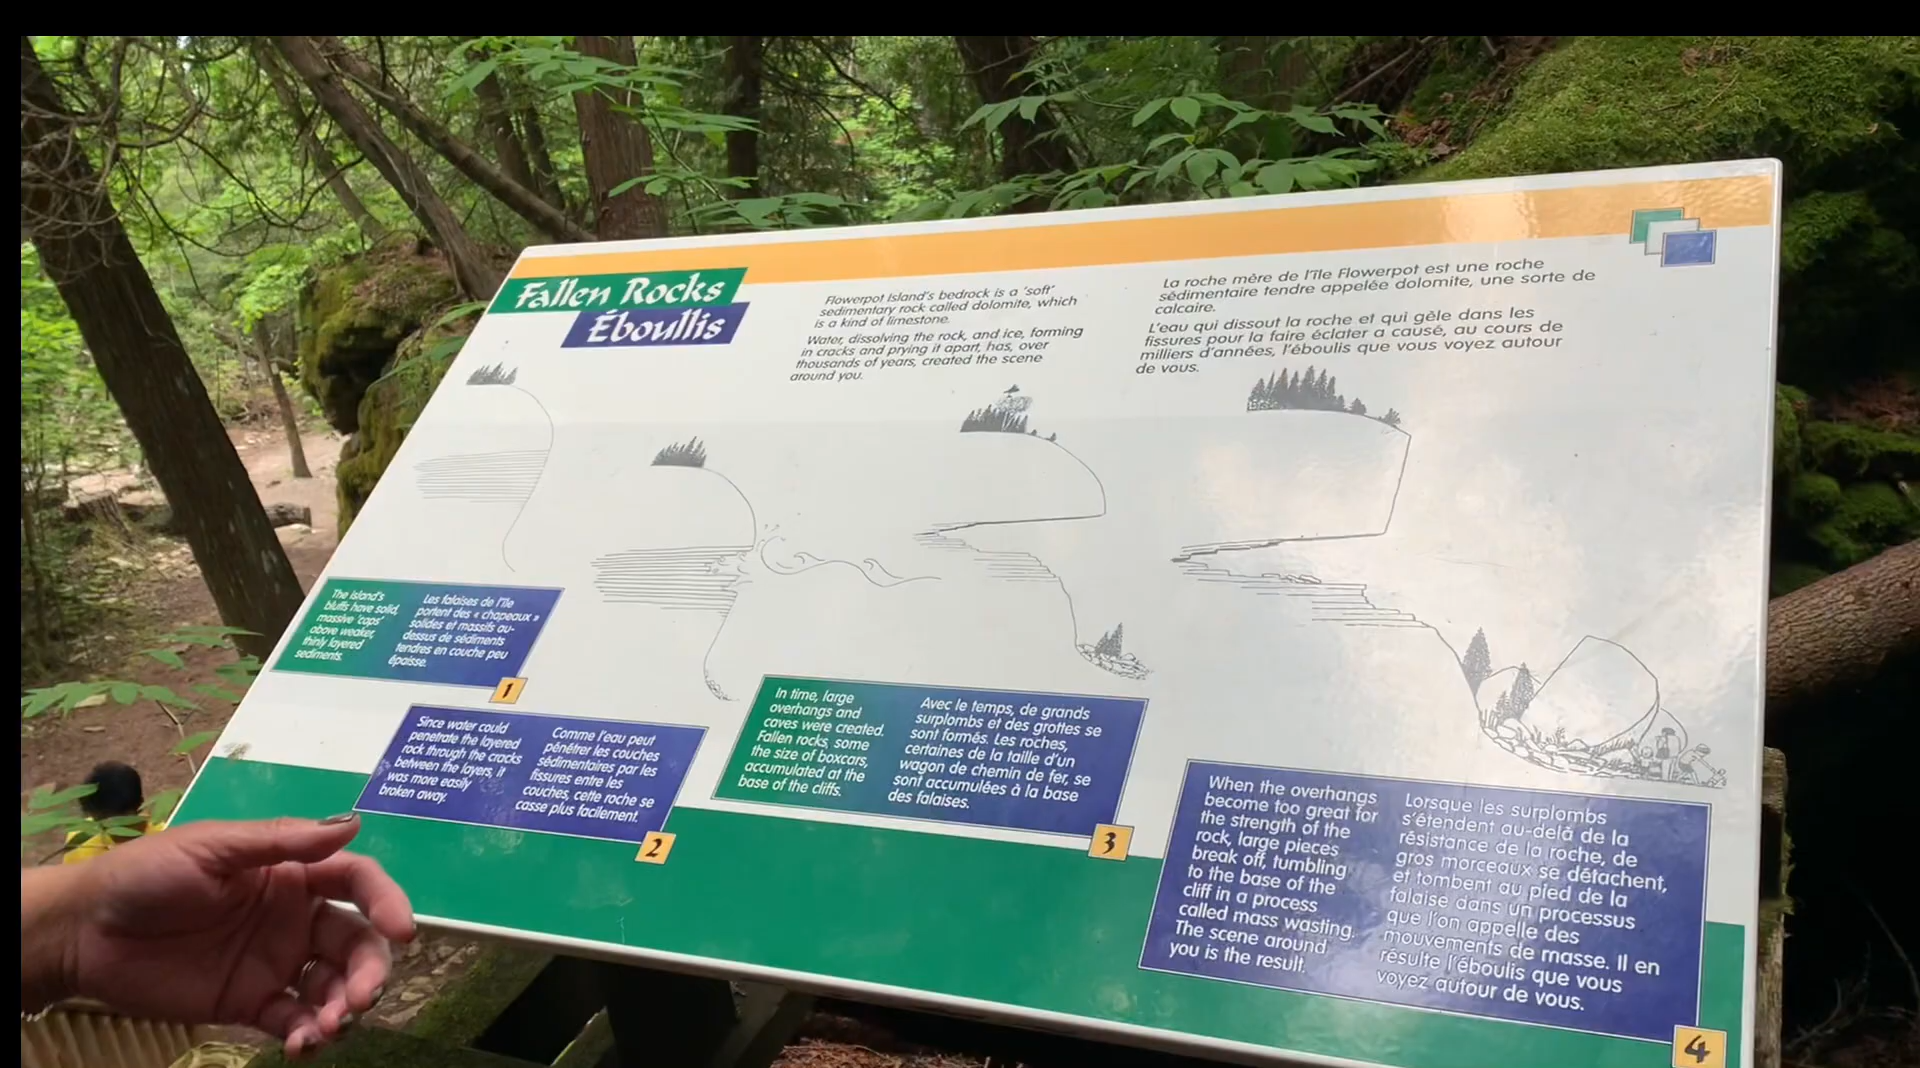 Fallen Rocks
Éboullis
Flowerpot Island's bedrock is a 'soft'
sedimentary rock called dolomite, which
is a kind of limestone.
Water, dissolving the rock, and ice, forming
in cracks and prying it apart, has, over
thousands of years, created the scene
around you.
La roche mère de l'île Flowerpot est une roche
sédimentaire tendre appelée dolomite, une sorte de
calcaire.
L'eau qui dissout la roche et qui gèle dans les
fissures pour la faire éclater a causé, au cours de
milliers d'années, l'éboulis que vous voyez autour
de vous.
The island's
bluffs have solid,
massive 'caps'
above weaker,
thinly layered
sediments.
Les falaises de l'île
portent des « chapeaux »
solides et massifs au-
dessus de sédiments
tendres en couche peu
épaisse.
1
Since water could
penetrate the layered
rock through the cracks
between the layers, it
was more easily
broken away.
Comme l'eau peut
pénétrer les couches
sédimentaires par les
fissures entre les
couches, cette roche se
casse plus facilement.
2
In time, large
overhangs and
caves were created.
Fallen rocks, some
the size of boxcars,
accumulated at the
base of the cliffs.
Avec le temps, de grands
surplombs et des grottes se
sont formés. Les roches,
certaines de la taille d'un
wagon de chemin de fer, se
sont accumulées à la base
des falaises.
3
When the overhangs
become too great for
the strength of the
rock, large pieces
break off, tumbling
to the base of the
cliff in a process
called mass wasting.
The scene around
you is the result.
Lorsque les surplombs
s'étendent au-delà de la
résistance de la roche, de
gros morceaux se détachent,
et tombent au pied de la
falaise dans un processus
que l'on appelle des
mouvements de masse. Il en
résulte l'éboulis que vous
voyez autour de vous.
4